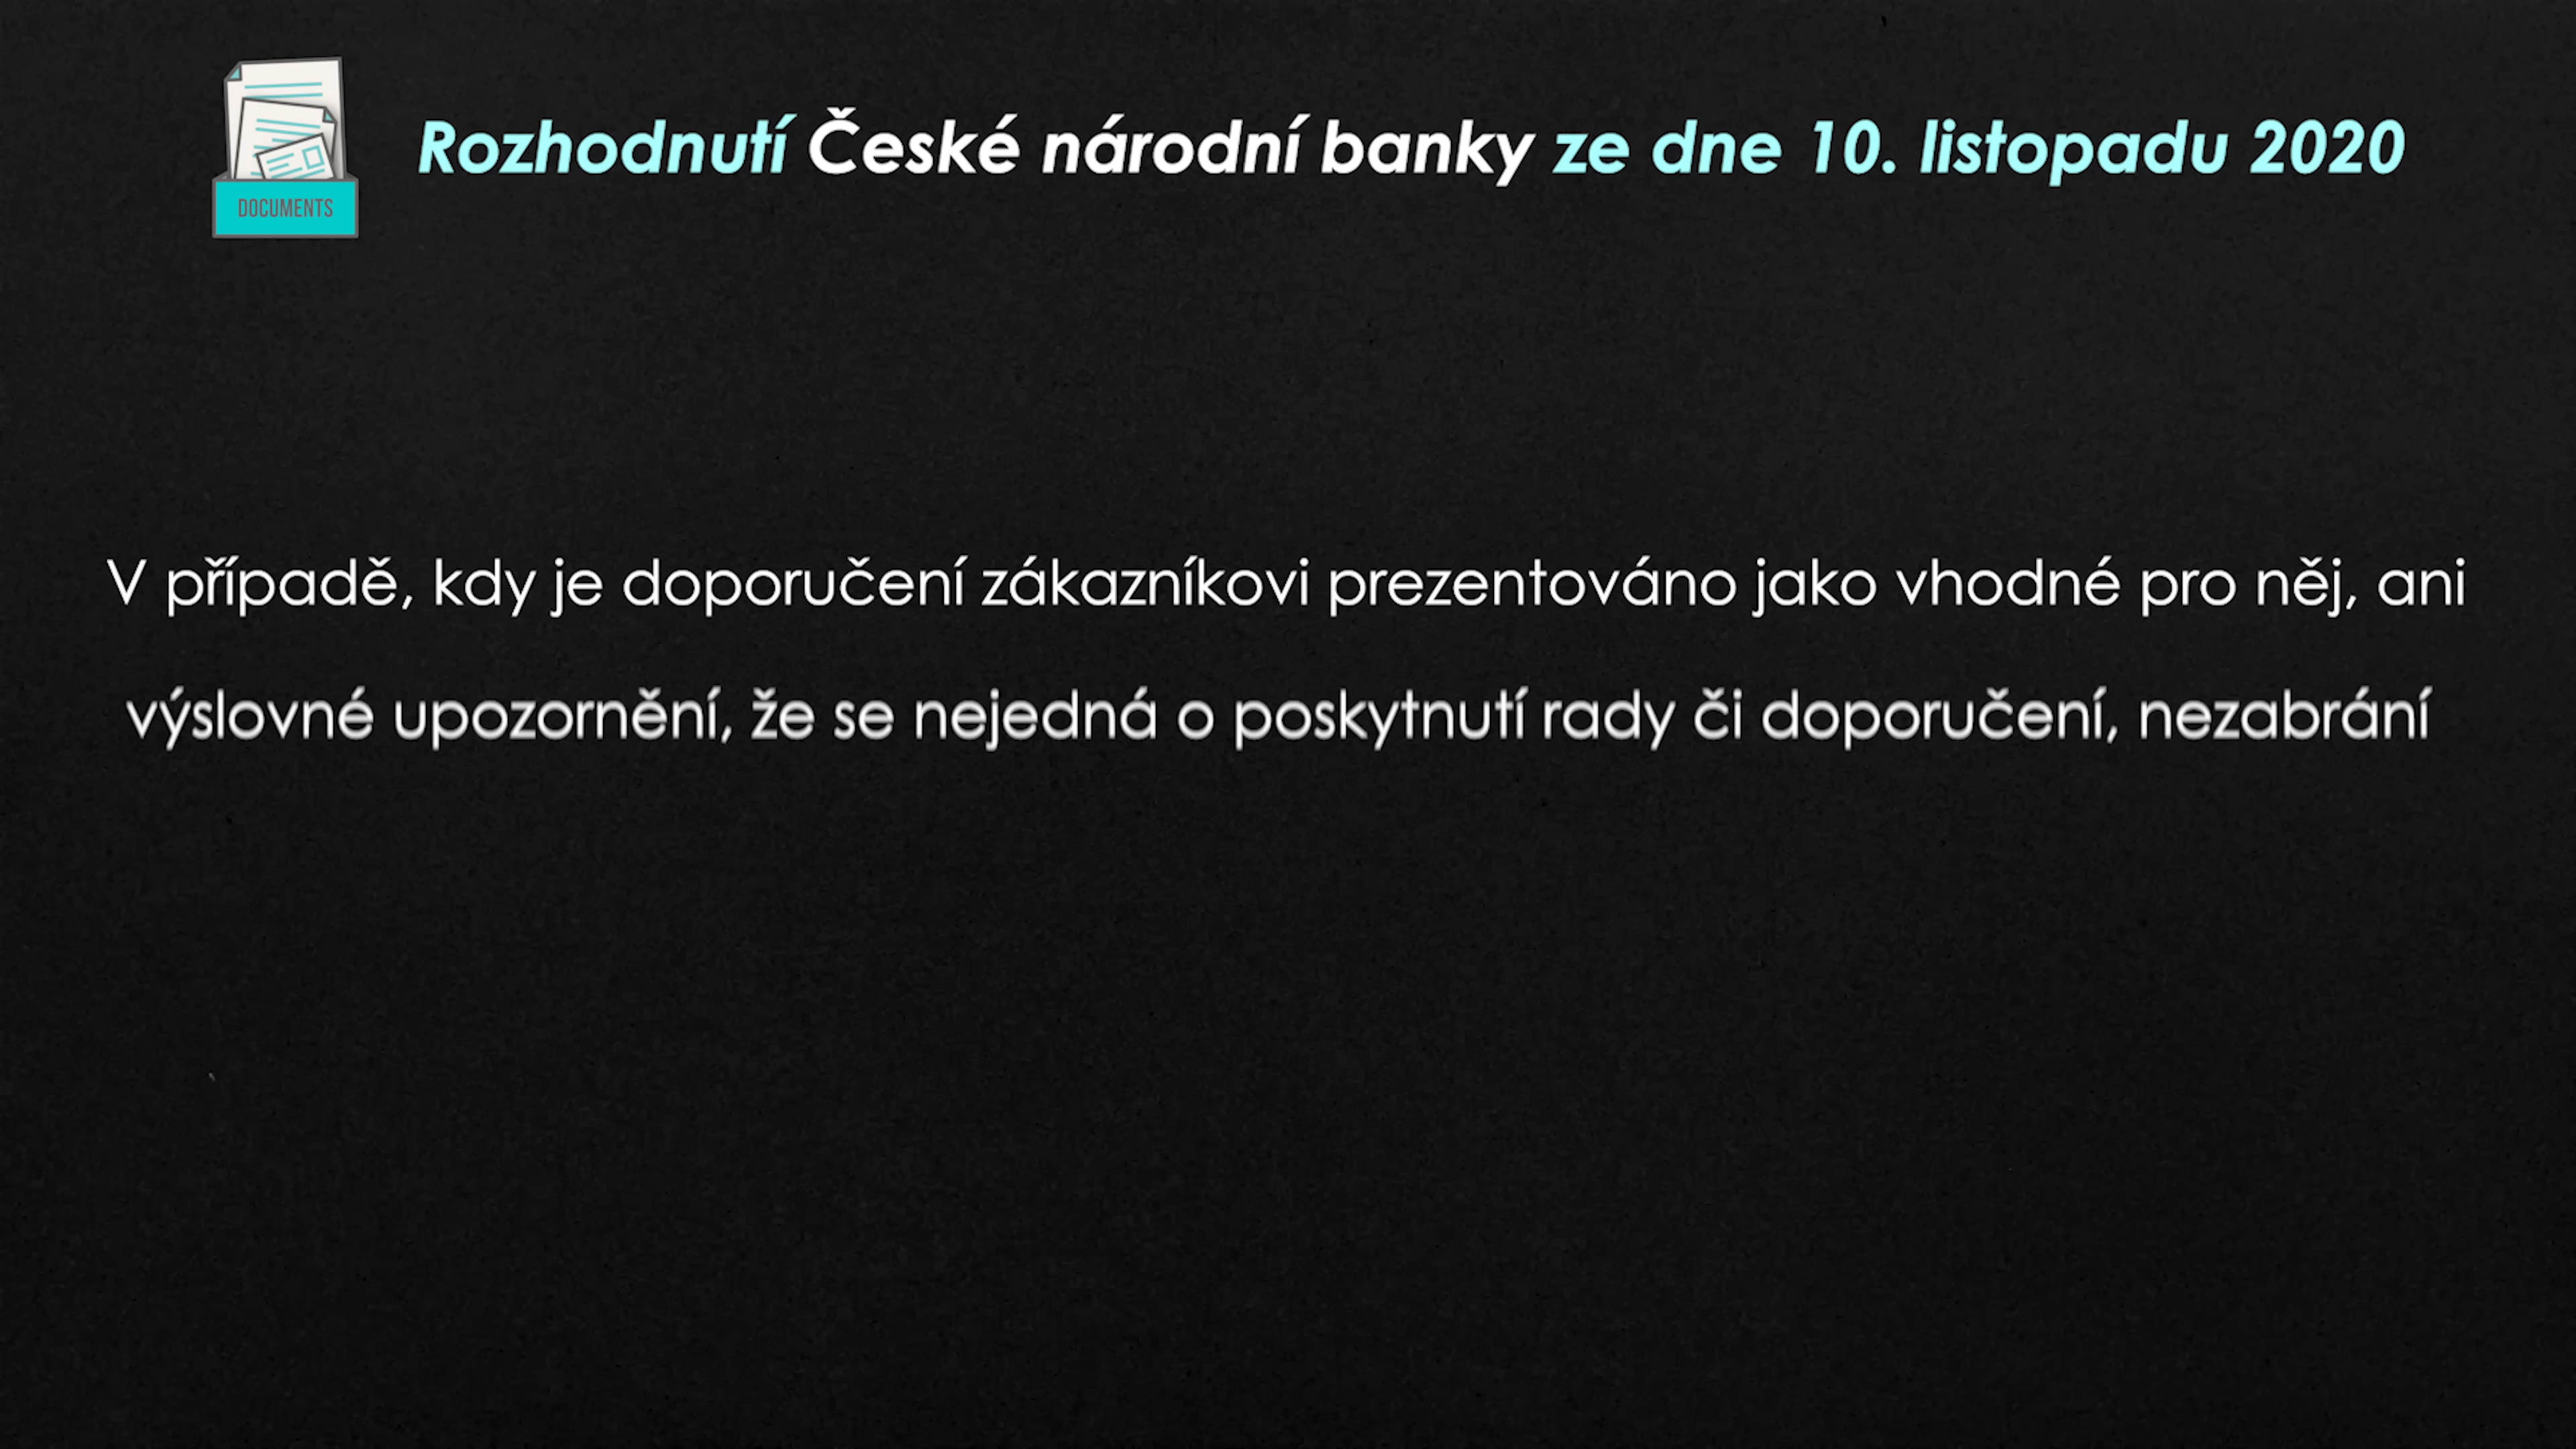 DOCUMENTS
Rozhodnutí České národní banky ze dne 10. listopadu 2020
V případě, kdy je doporučení zákazníkovi prezentováno jako vhodné pro něj, ani
výslovné upozornění, že se nejedná o poskytnutí rady či doporučení, nezabrání